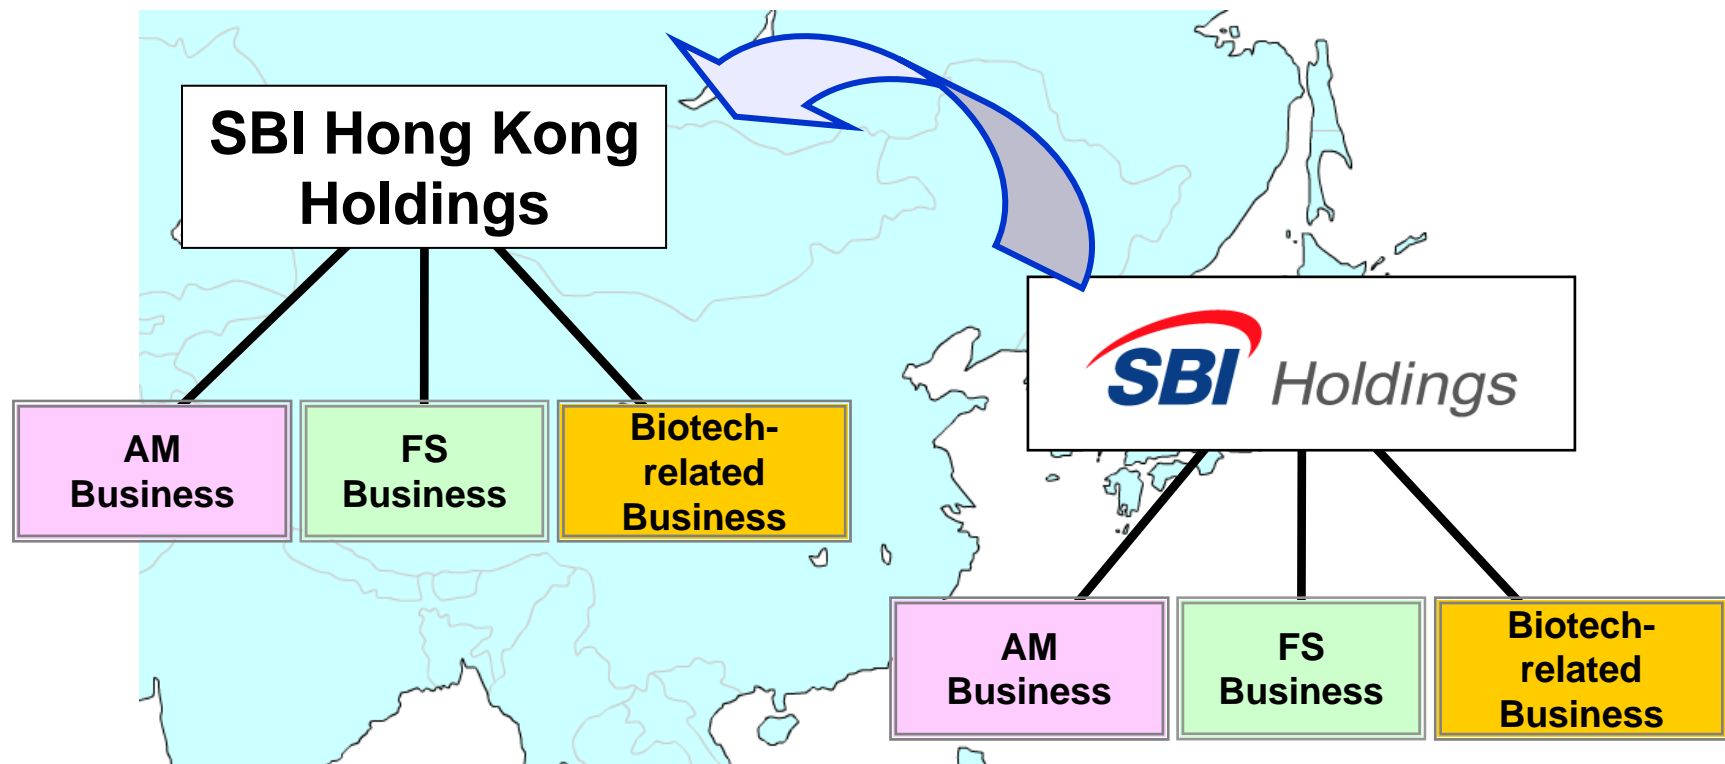 SBI Hong Kong
Holdings
AM
Business
FS
Business
Biotech-
related
Business
SBI Holdings
AM
Business
FS
Business
Biotech-
related
Business